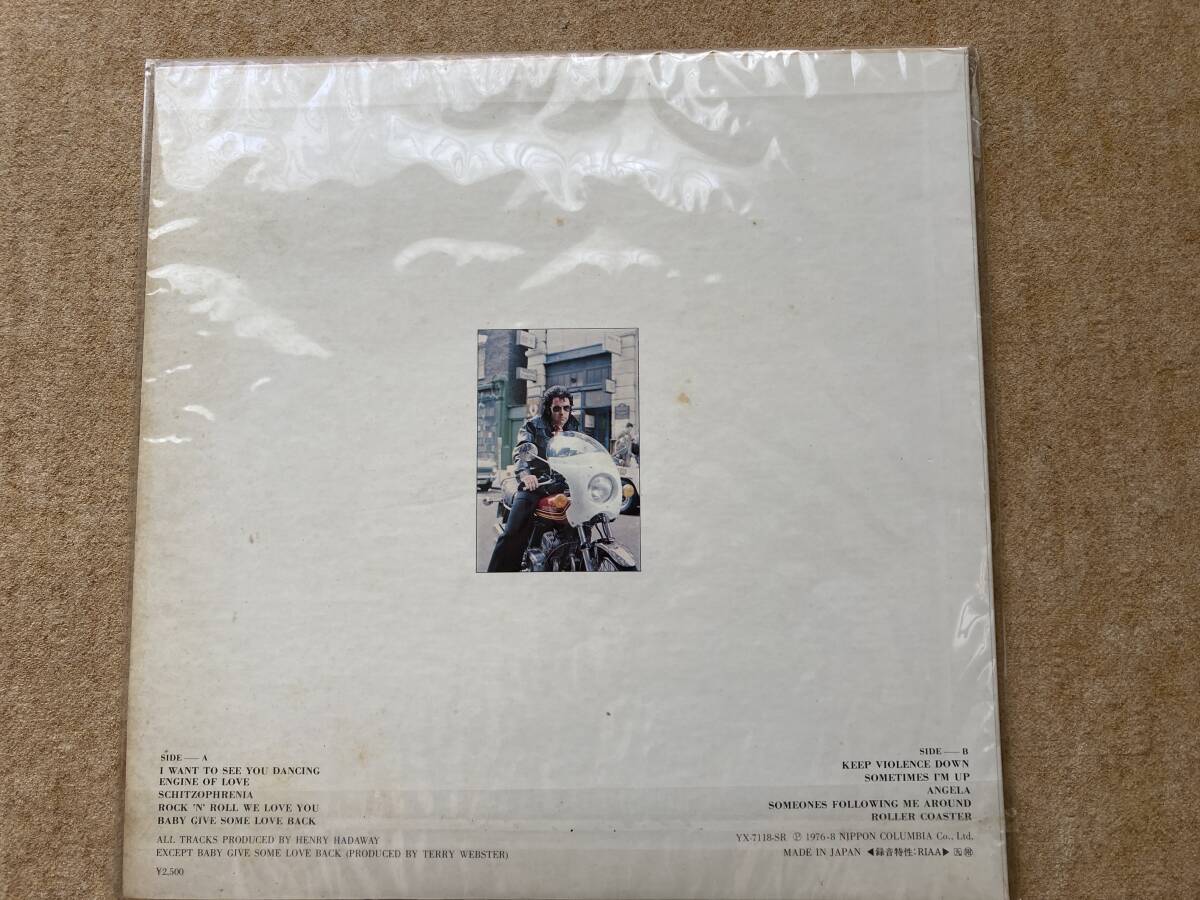 SIDE — A
I WANT TO SEE YOU DANCING
ENGINE OF LOVE
SCHITZOPHRENIA
ROCK 'N' ROLL WE LOVE YOU
BABY GIVE SOME LOVE BACK
ALL TRACKS PRODUCED BY HENRY HADAWAY
EXCEPT BABY GIVE SOME LOVE BACK (PRODUCED BY TERRY WEBSTER)
¥2,500
SIDE — B
KEEP VIOLENCE DOWN
SOMETIMES I'M UP
ANGELA
SOMEONES FOLLOWING ME AROUND
ROLLER COASTER
YX-7118-SR ℗ 1976-8 NIPPON COLUMBIA Co., Ltd.
MADE IN JAPAN ◀録音特性:RIAA▶